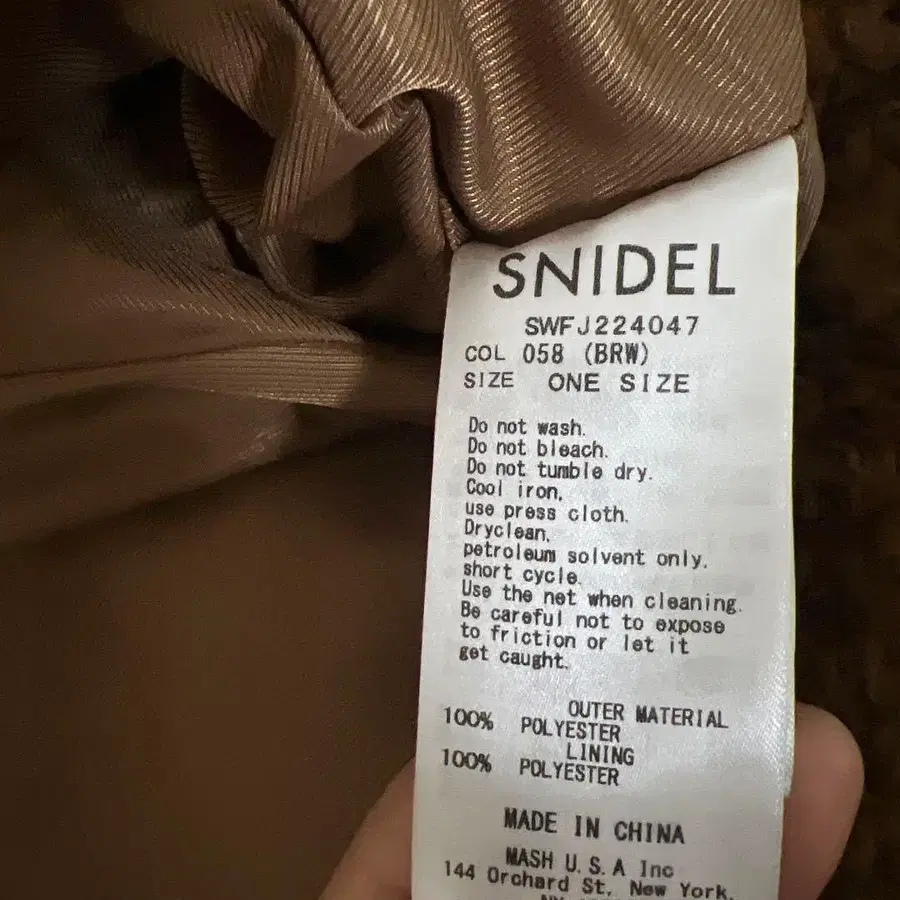 SNIDEL
SWFJ224047
COL 058 (BRW)
SIZE ONE SIZE
Do not wash.
Do not bleach.
Do not tumble dry.
Cool iron,
use press cloth.
Dryclean,
petroleum solvent only.
short cycle.
Use the net when cleaning.
Be careful not to expose
to friction or let it
get caught.
OUTER MATERIAL
100% POLYESTER
LINING
100% POLYESTER
MADE IN CHINA
MASH U.S.A Inc
144 Orchard St, New York,